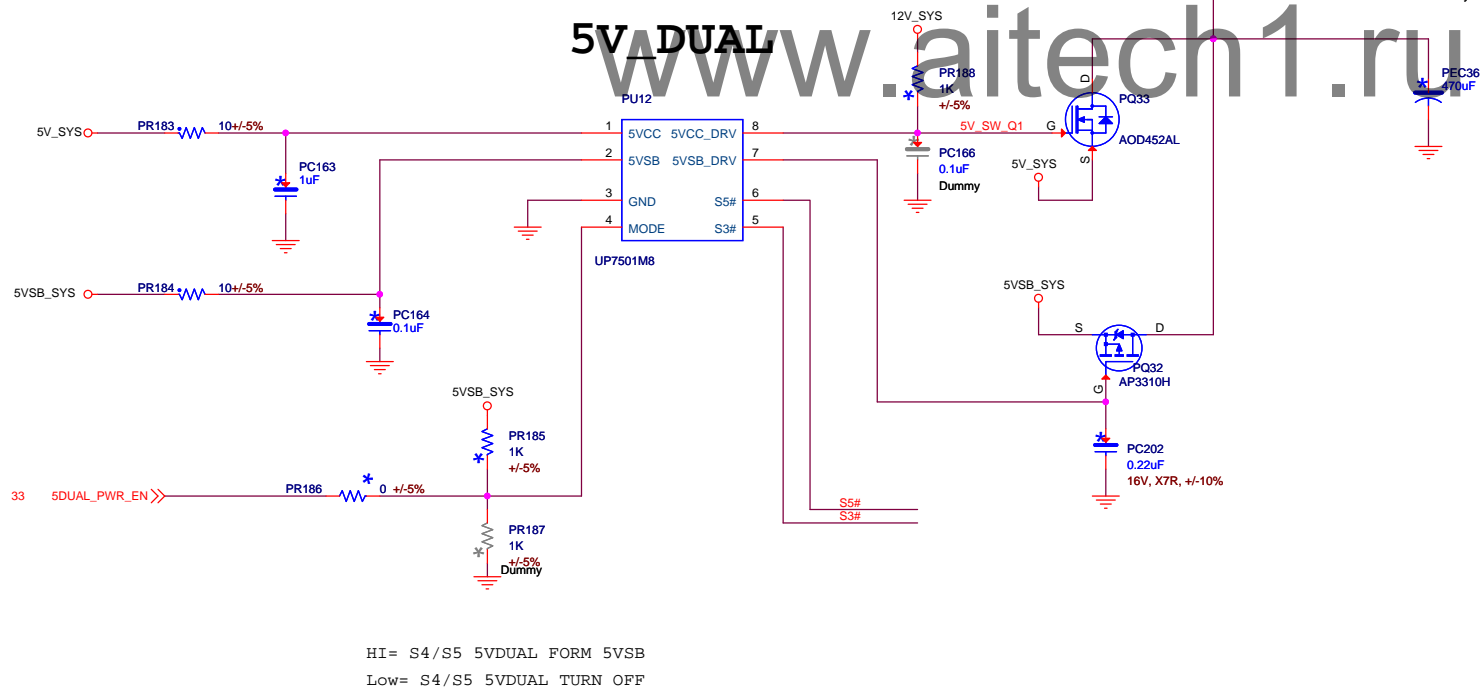 5V_DUAL
www.aitech1.ru
12V_SYS
PR188
1K
+/-5%
PEC36
470uF
PU12
5V_SYS
PR183
10+/-5%
1
5VCC
5VCC_DRV
8
5V_SW_Q1
G
D
S
PQ33
AOD452AL
PC163
1uF
2
5VSB
5VSB_DRV
7
PC166
0.1uF
Dummy
5V_SYS
3
GND
S5#
6
4
MODE
S3#
5
UP7501M8
5VSB_SYS
PR184
10+/-5%
PC164
0.1uF
5VSB_SYS
S
D
G
PQ32
AP3310H
5VSB_SYS
PR185
1K
+/-5%
PC202
0.22uF
16V, X7R, +/-10%
33
5DUAL_PWR_EN
PR186
0 +/-5%
S5#
S3#
PR187
1K
+/-5%
Dummy
HI= S4/S5 5VDUAL FORM 5VSB
Low= S4/S5 5VDUAL TURN OFF